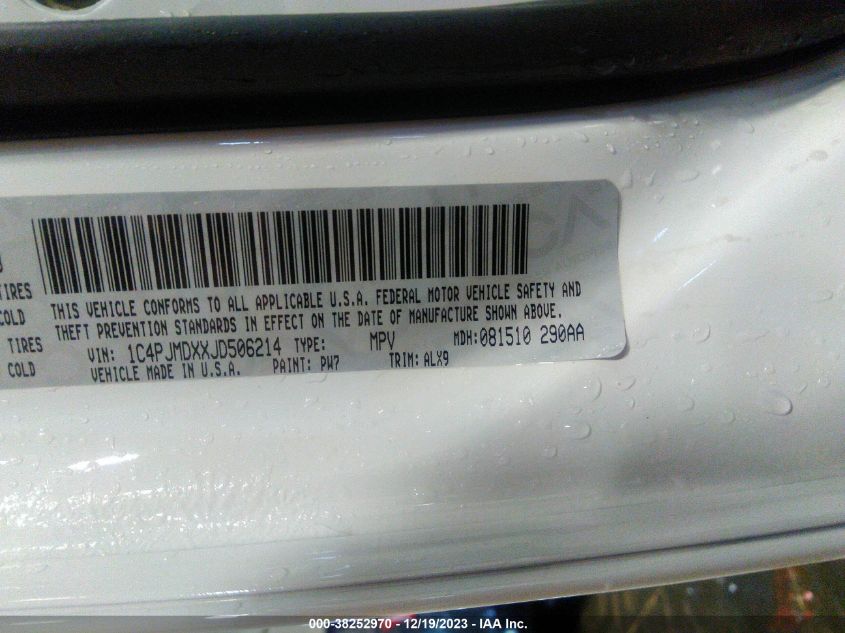 TIRES
COLD
TIRES
COLD
THIS VEHICLE CONFORMS TO ALL APPLICABLE U.S.A. FEDERAL MOTOR VEHICLE SAFETY AND
THEFT PREVENTION STANDARDS IN EFFECT ON THE DATE OF MANUFACTURE SHOWN ABOVE.
VIN: 1C4PJMDXXJD506214 TYPE: MPV MDH:081510 290AA
VEHICLE MADE IN U.S.A. PAINT: PW7 TRIM: ALX9
000-38252970 - 12/19/2023 - IAA Inc.